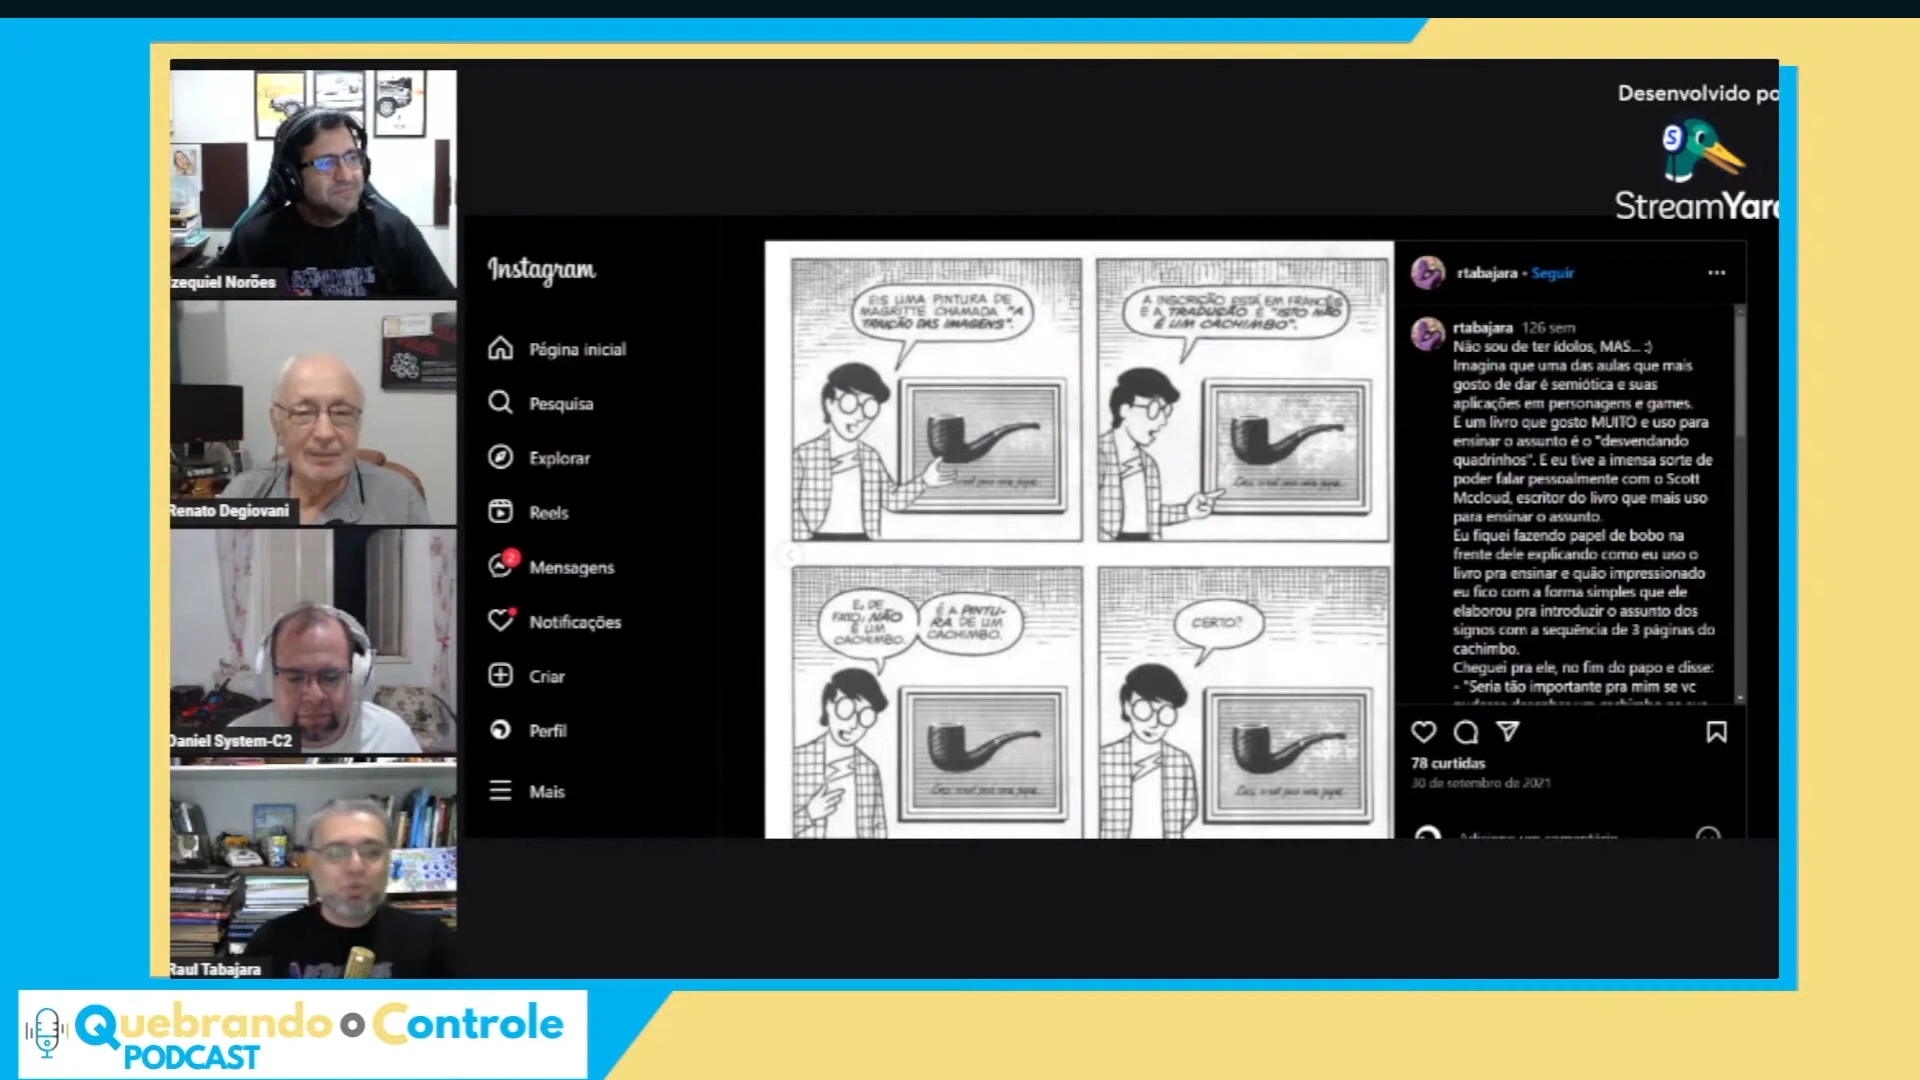 Desenvolvido po
StreamYard
Ezequiel Norões
Renato Degiovani
Daniel System-C2
Raul Tabajara
Instagram
Página inicial
Pesquisa
Explorar
Reels
2
Mensagens
Notificações
Criar
Perfil
Mais
EIS UMA PINTURA DE
MAGRITTE CHAMADA "A
TRAIÇÃO DAS IMAGENS".
A INSCRIÇÃO ESTÁ EM FRANCÊS
E A TRADUÇÃO É "ISTO NÃO
É UM CACHIMBO".
E, DE
FATO, NÃO
É UM
CACHIMBO.
É A PINTU-
RA DE UM
CACHIMBO.
CERTO?
rtabajara • Seguir
rtabajara 126 sem
Não sou de ter ídolos, MAS... :)
Imagina que uma das aulas que mais
gosto de dar é semiótica e suas
aplicações em personagens e games.
E um livro que gosto MUITO e uso para
ensinar o assunto é o "desvendando
quadrinhos". E eu tive a imensa sorte de
poder falar pessoalmente com o Scott
Mccloud, escritor do livro que mais uso
para ensinar o assunto.
Eu fiquei fazendo papel de bobo na
frente dele explicando como eu uso o
livro pra ensinar e quão impressionado
eu fico com a forma simples que ele
elaborou pra introduzir o assunto dos
signos com a sequência de 3 páginas do
cachimbo.
Cheguei pra ele, no fim do papo e disse:
- "Seria tão importante pra mim se vc
78 curtidas
30 de setembro de 2021
Quebrando o Controle
PODCAST